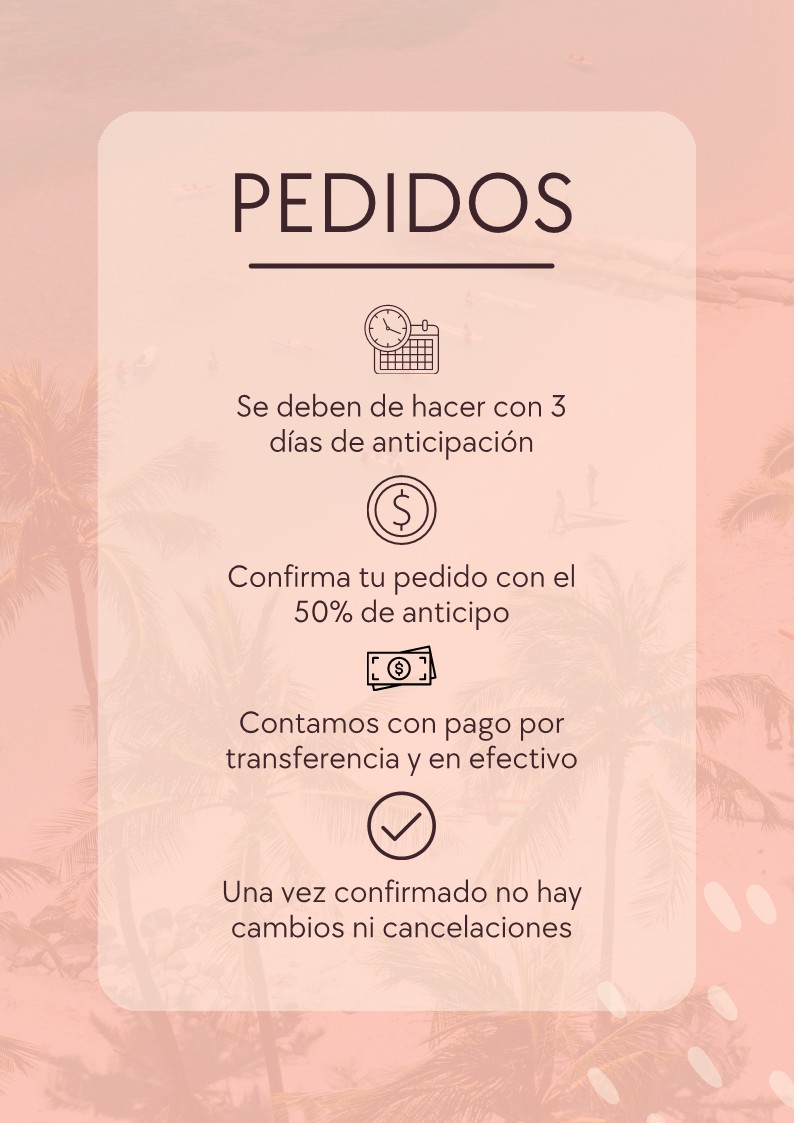 PEDIDOS
Se deben de hacer con 3
días de anticipación
Confirma tu pedido con el
50% de anticipo
Contamos con pago por
transferencia y en efectivo
Una vez confirmado no hay
cambios ni cancelaciones